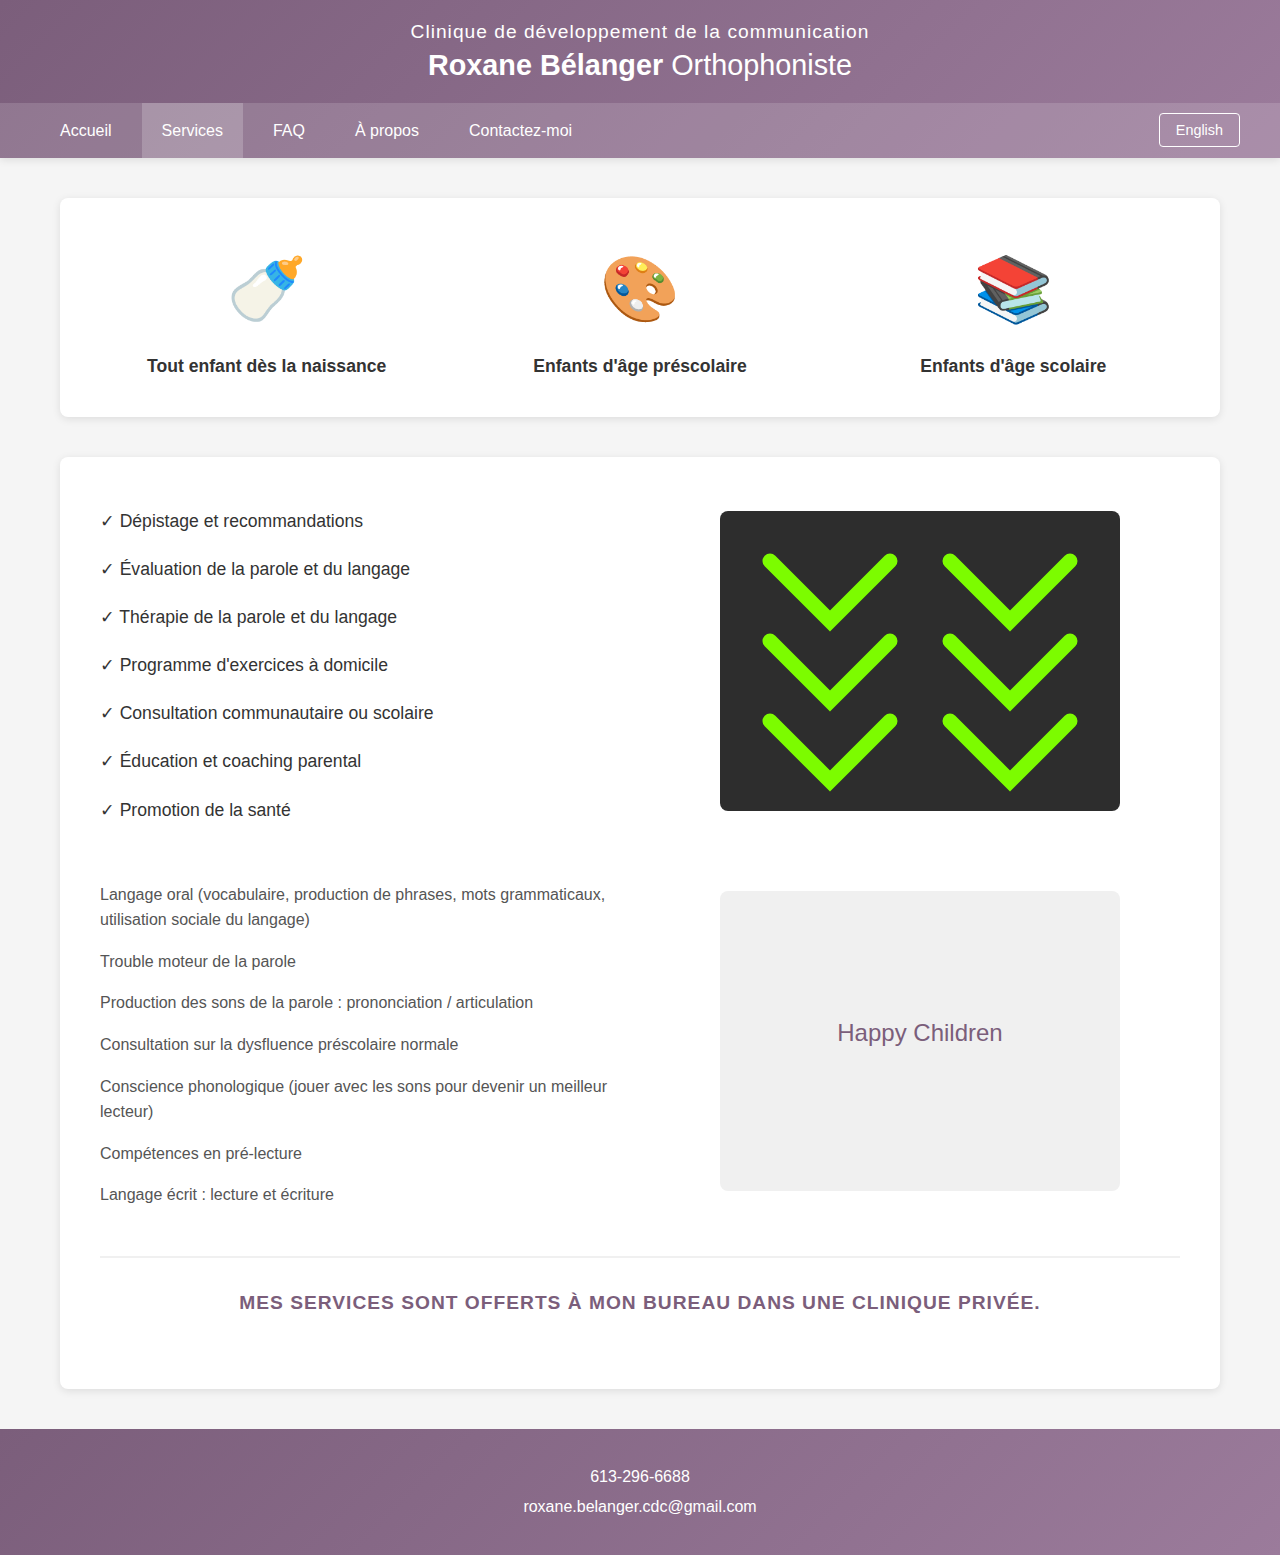 Clinique de développement de la communication
Roxane Bélanger Orthophoniste
Accueil
Services
FAQ
À propos
Contactez-moi
English
Tout enfant dès la naissance
Enfants d'âge préscolaire
Enfants d'âge scolaire
✓ Dépistage et recommandations
✓ Évaluation de la parole et du langage
✓ Thérapie de la parole et du langage
✓ Programme d'exercices à domicile
✓ Consultation communautaire ou scolaire
✓ Éducation et coaching parental
✓ Promotion de la santé
Langage oral (vocabulaire, production de phrases, mots grammaticaux,
utilisation sociale du langage)
Trouble moteur de la parole
Production des sons de la parole : prononciation / articulation
Consultation sur la dysfluence préscolaire normale
Conscience phonologique (jouer avec les sons pour devenir un meilleur
lecteur)
Compétences en pré-lecture
Langage écrit : lecture et écriture
Happy Children
MES SERVICES SONT OFFERTS À MON BUREAU DANS UNE CLINIQUE PRIVÉE.
613-296-6688
roxane.belanger.cdc@gmail.com